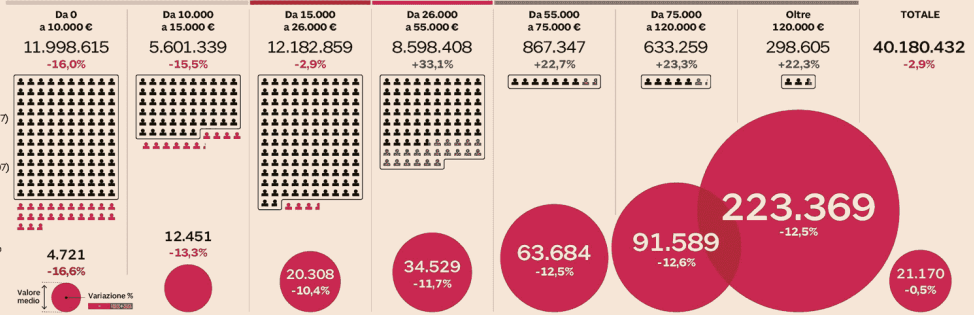 Da 0
a 10.000 €
11.998.615
-16,0%
Da 10.000
a 15.000 €
5.601.339
-15,5%
Da 15.000
a 26.000 €
12.182.859
-2,9%
Da 26.000
a 55.000 €
8.598.408
+33,1%
Da 55.000
a 75.000 €
867.347
+22,7%
Da 75.000
a 120.000 €
633.259
+23,3%
Oltre
120.000 €
298.605
+22,3%
TOTALE
40.180.432
-2,9%
7)
07)
4.721
-16,6%
12.451
-13,3%
20.308
-10,4%
34.529
-11,7%
63.684
-12,5%
91.589
-12,6%
223.369
-12,5%
21.170
-0,5%
Valore
medio
Variazione %